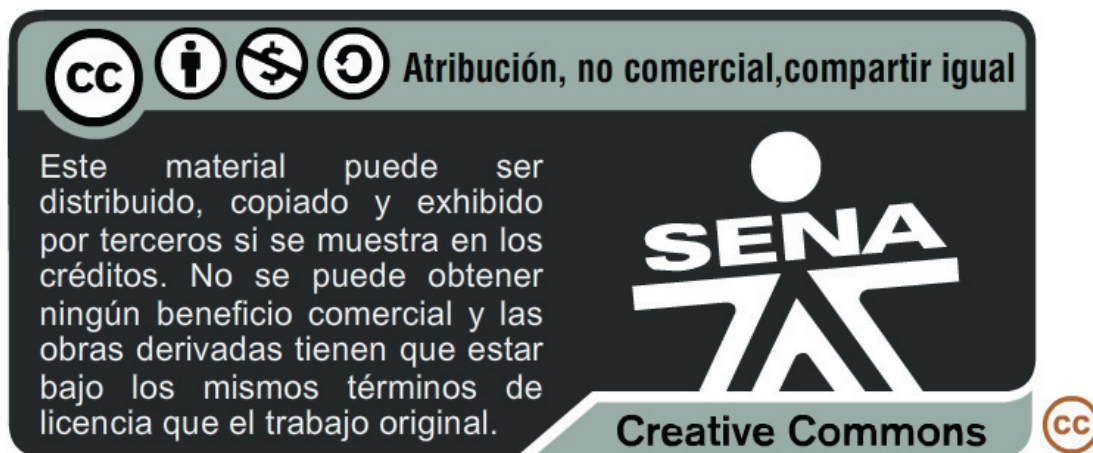 cc Atribución, no comercial,compartir igual
Este material puede ser
distribuido, copiado y exhibido
por terceros si se muestra en los
créditos. No se puede obtener
ningún beneficio comercial y las
obras derivadas tienen que estar
bajo los mismos términos de
licencia que el trabajo original.
SENA
Creative Commons
cc